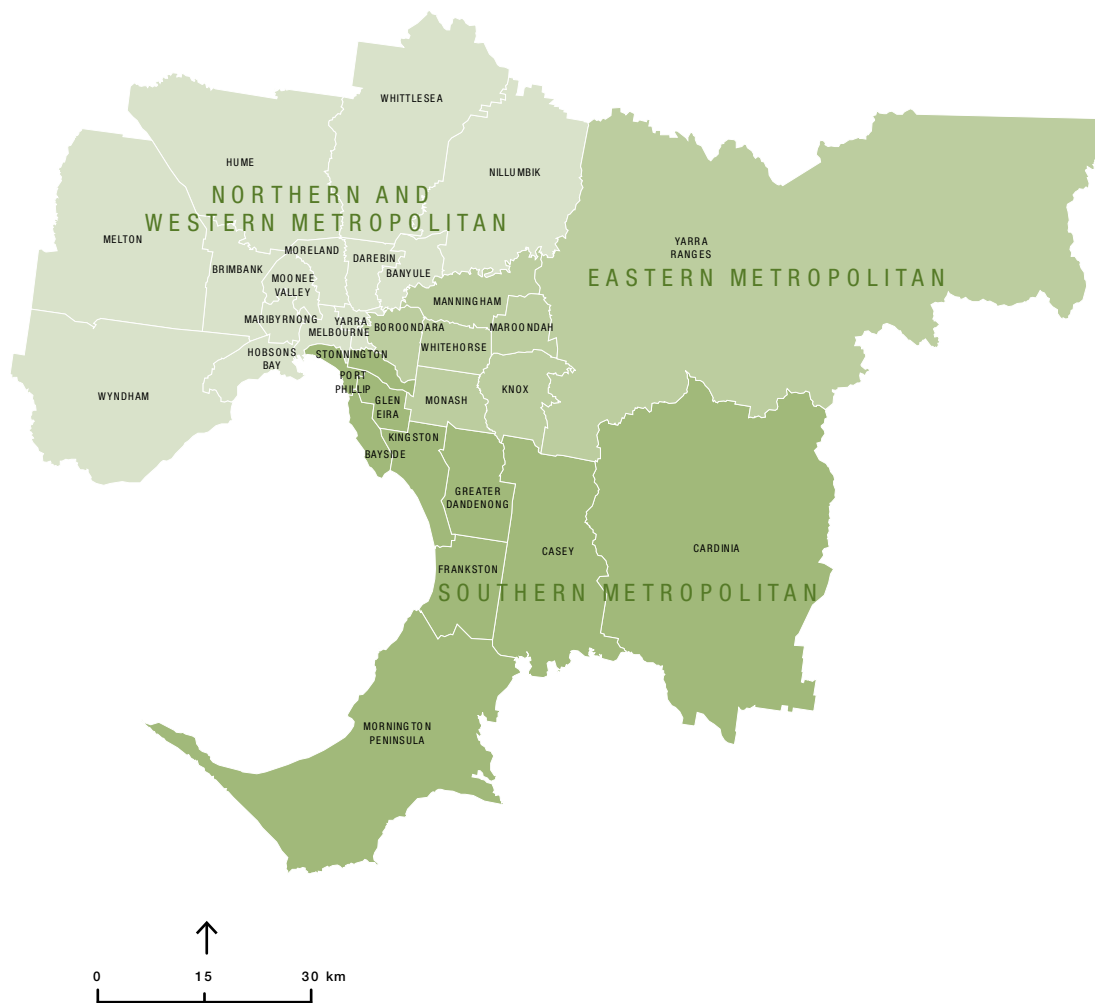 WHITTLESEA
HUME
NILLUMBIK
NORTHERN AND
WESTERN METROPOLITAN
MELTON
MORELAND
DAREBIN
BRIMBANK
BANYULE
MOONEE
VALLEY
YARRA
RANGES
EASTERN METROPOLITAN
MANNINGHAM
MARIBYRNONG
YARRA
MELBOURNE
BOROONDARA
MAROONDAH
WHITEHORSE
HOBSONS
BAY
STONNINGTON
PORT
PHILLIP
WYNDHAM
GLEN
EIRA
MONASH
KNOX
KINGSTON
BAYSIDE
GREATER
DANDENONG
CASEY
CARDINIA
FRANKSTON
SOUTHERN METROPOLITAN
MORNINGTON
PENINSULA
0 15 30 km